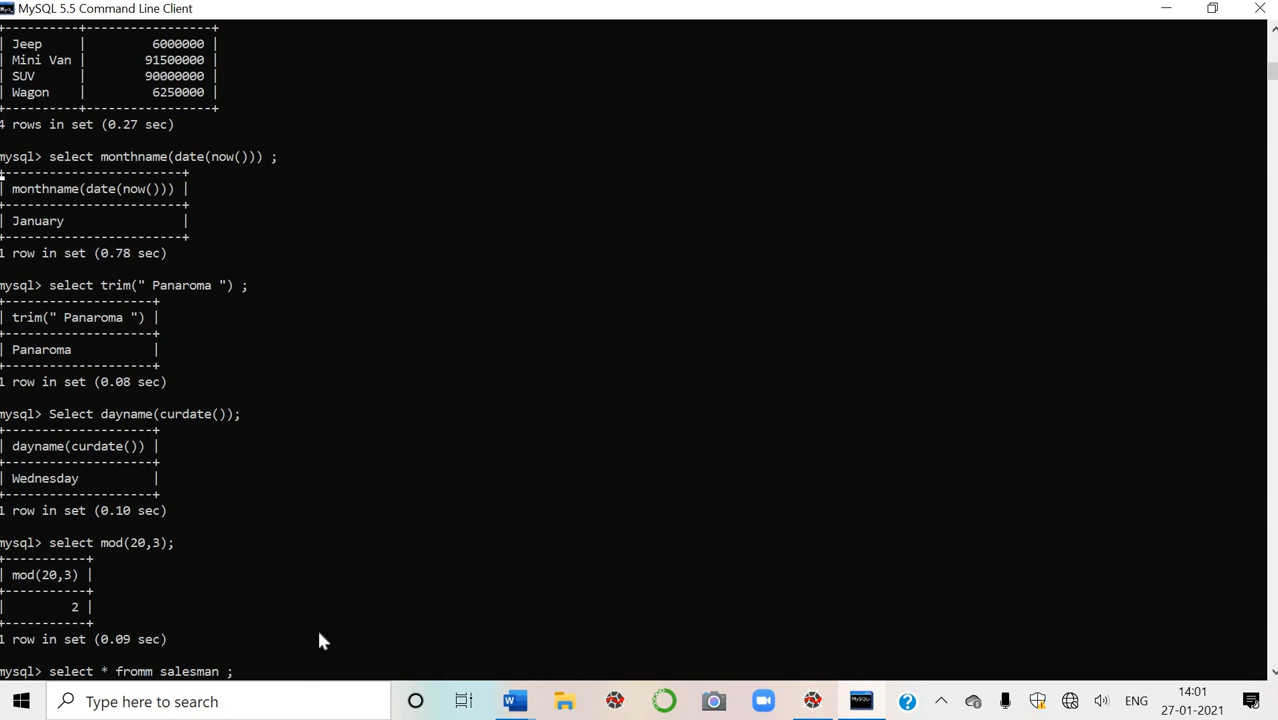 MySQL 5.5 Command Line Client
+----------+-----------------+
| Jeep     |         6000000 |
| Mini Van |        91500000 |
| SUV      |        90000000 |
| Wagon    |         6250000 |
+----------+-----------------+
4 rows in set (0.27 sec)
mysql> select monthname(date(now())) ;
+------------------------+
| monthname(date(now())) |
+------------------------+
| January                |
+------------------------+
1 row in set (0.78 sec)
mysql> select trim(" Panaroma ") ;
+--------------------+
| trim(" Panaroma ") |
+--------------------+
| Panaroma           |
+--------------------+
1 row in set (0.08 sec)
mysql> Select dayname(curdate());
+--------------------+
| dayname(curdate()) |
+--------------------+
| Wednesday          |
+--------------------+
1 row in set (0.10 sec)
mysql> select mod(20,3);
+-----------+
| mod(20,3) |
+-----------+
|         2 |
+-----------+
1 row in set (0.09 sec)
mysql> select * fromm salesman ;
Type here to search
ENG
14:01
27-01-2021